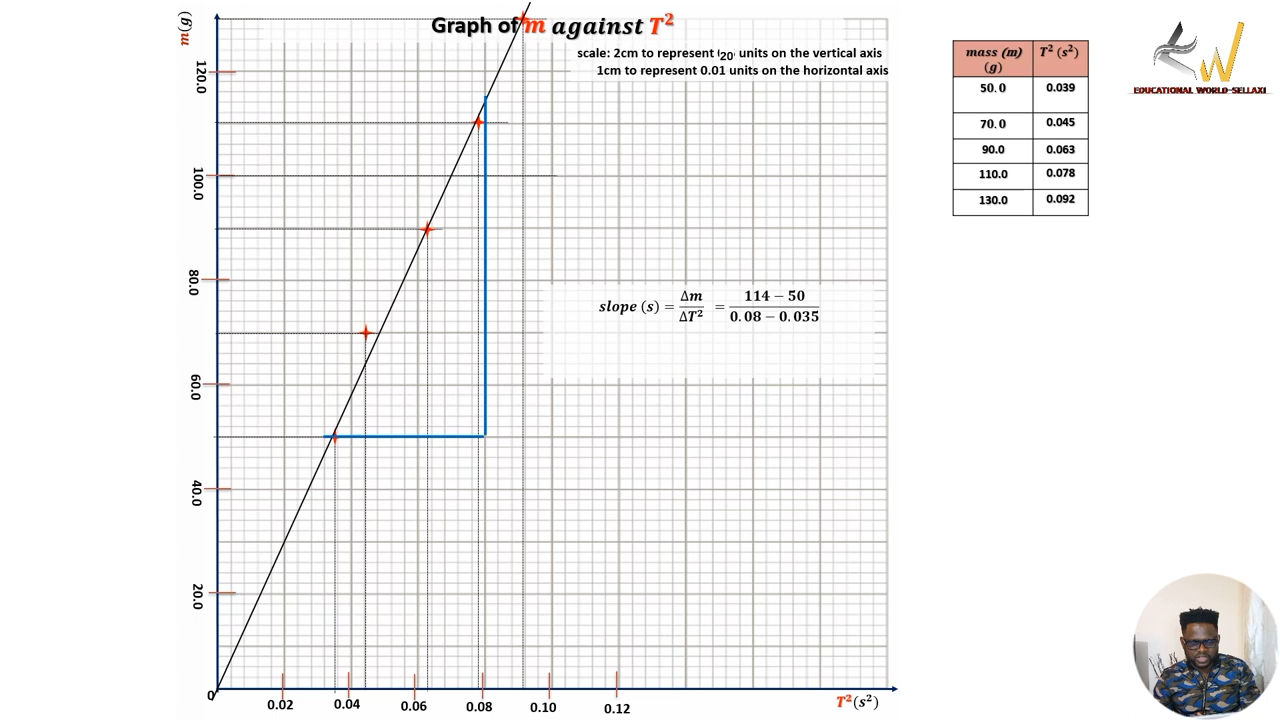 Graph of m against T²
m(g)
scale: 2cm to represent 20 units on the vertical axis
1cm to represent 0.01 units on the horizontal axis
120.0
100.0
80.0
60.0
40.0
20.0
0
0.02 0.04 0.06 0.08 0.10 0.12
T²(s²)
slope (s) = Δm/ΔT² = 114 − 50/0.08 − 0.035
mass (m) (g) T² (s²)
50.0 0.039
70.0 0.045
90.0 0.063
110.0 0.078
130.0 0.092
EDUCATIONAL WORLD-SELLAXI